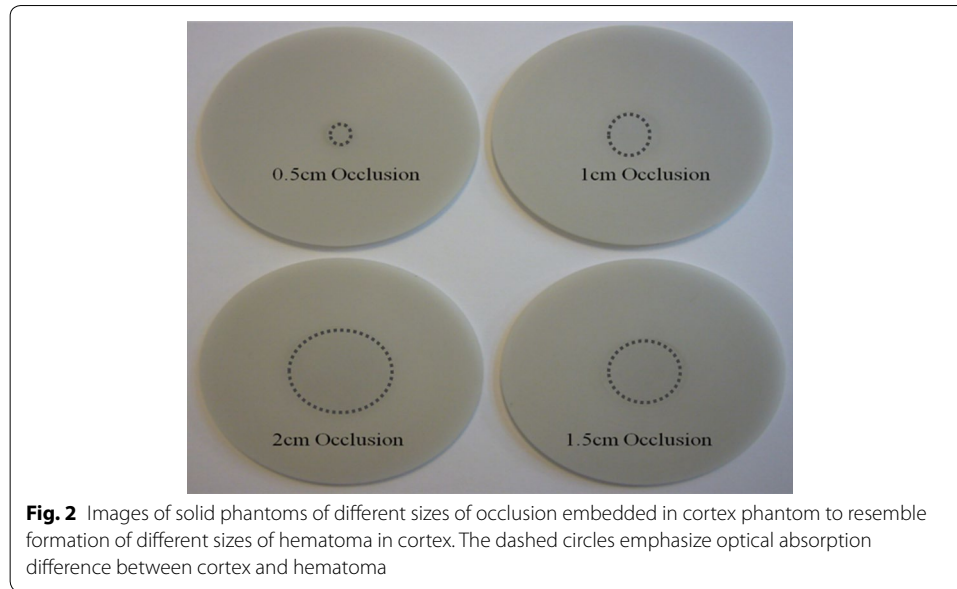 0.5cm Occlusion
1cm Occlusion
2cm Occlusion
1.5cm Occlusion
Fig. 2 Images of solid phantoms of different sizes of occlusion embedded in cortex phantom to resemble
formation of different sizes of hematoma in cortex. The dashed circles emphasize optical absorption
difference between cortex and hematoma